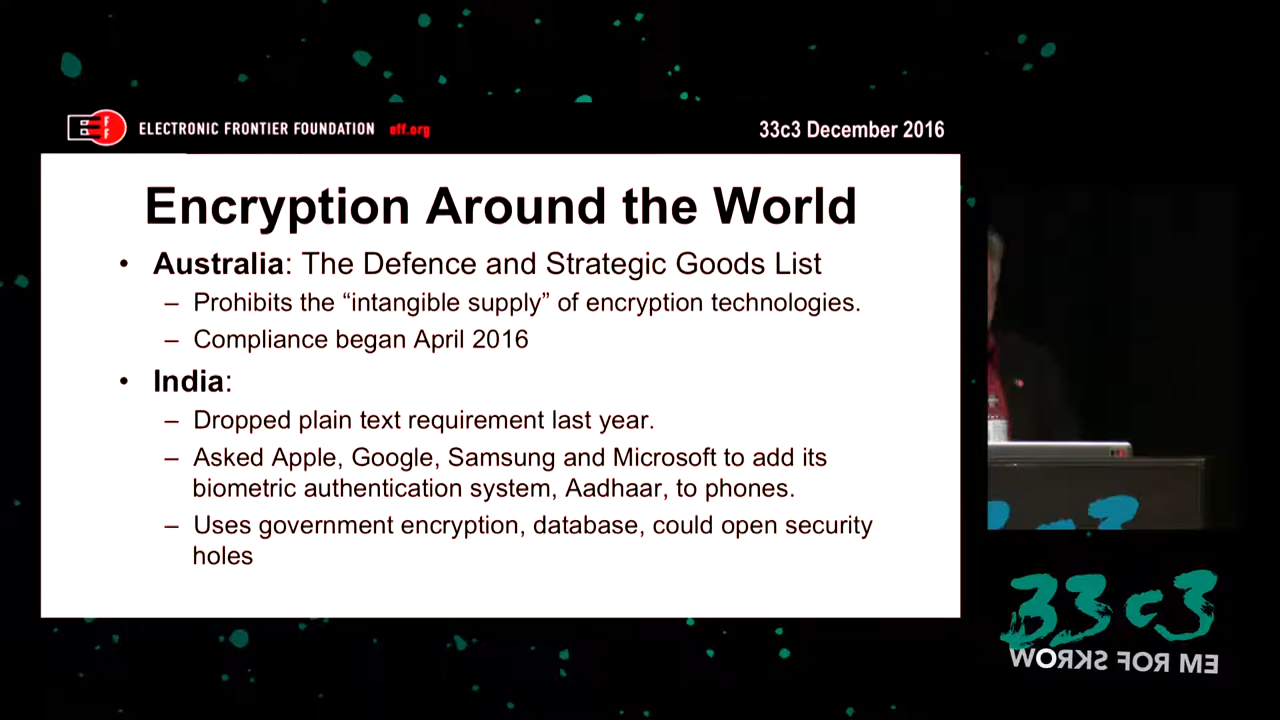 EFF ELECTRONIC FRONTIER FOUNDATION eff.org
33c3 December 2016
Encryption Around the World
• Australia: The Defence and Strategic Goods List
– Prohibits the “intangible supply” of encryption technologies.
– Compliance began April 2016
• India:
– Dropped plain text requirement last year.
– Asked Apple, Google, Samsung and Microsoft to add its
biometric authentication system, Aadhaar, to phones.
– Uses government encryption, database, could open security
holes
33c3
WORKS FOR ME